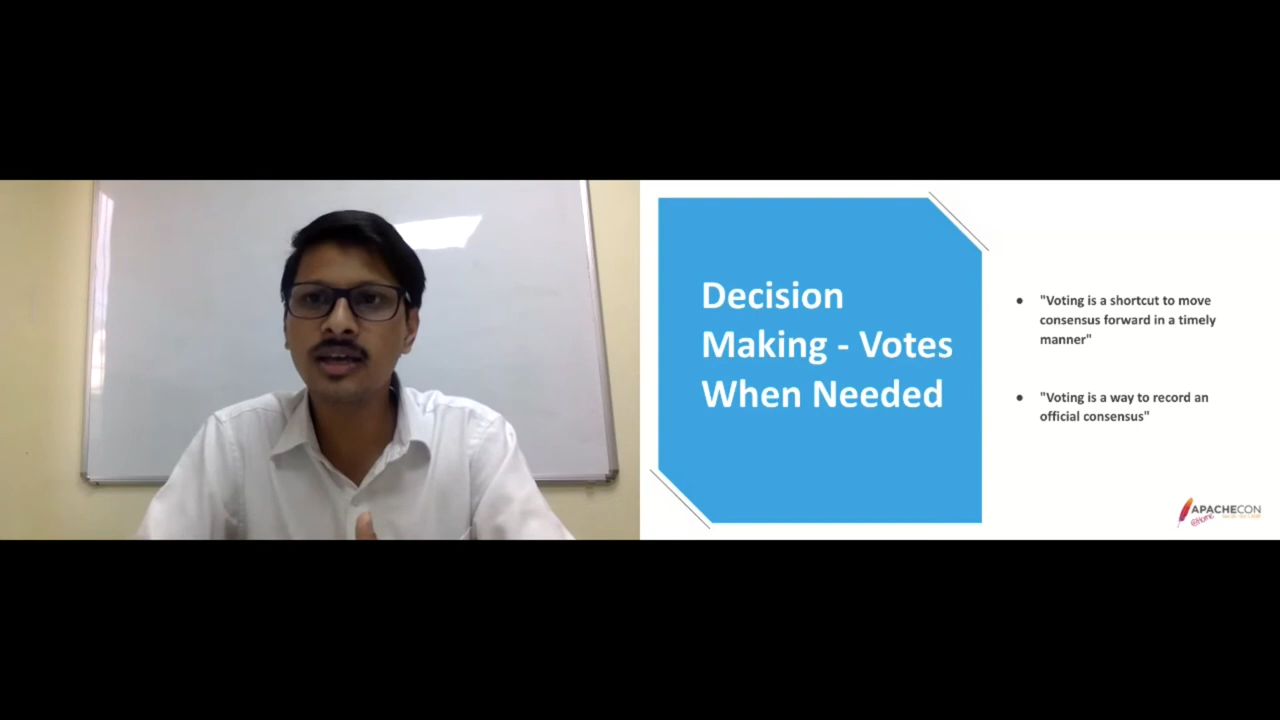 Decision
Making - Votes
When Needed
● "Voting is a shortcut to move
consensus forward in a timely
manner"
● "Voting is a way to record an
official consensus"
APACHECON
@Home